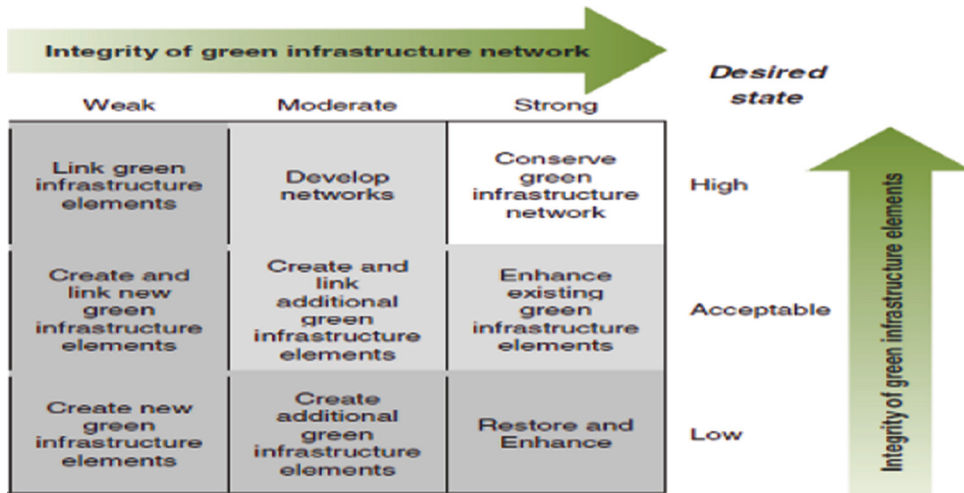 Integrity of green infrastructure network
Desired
state
Weak
Moderate
Strong
Link green
infrastructure
elements
Develop
networks
Conserve
green
infrastructure
network
High
Create and
link new
green
infrastructure
elements
Create and
link
additional
green
infrastructure
elements
Enhance
existing
green
infrastructure
elements
Acceptable
Create new
green
infrastructure
elements
Create
additional
green
infrastructure
elements
Restore and
Enhance
Low
Integrity of green infrastructure elements